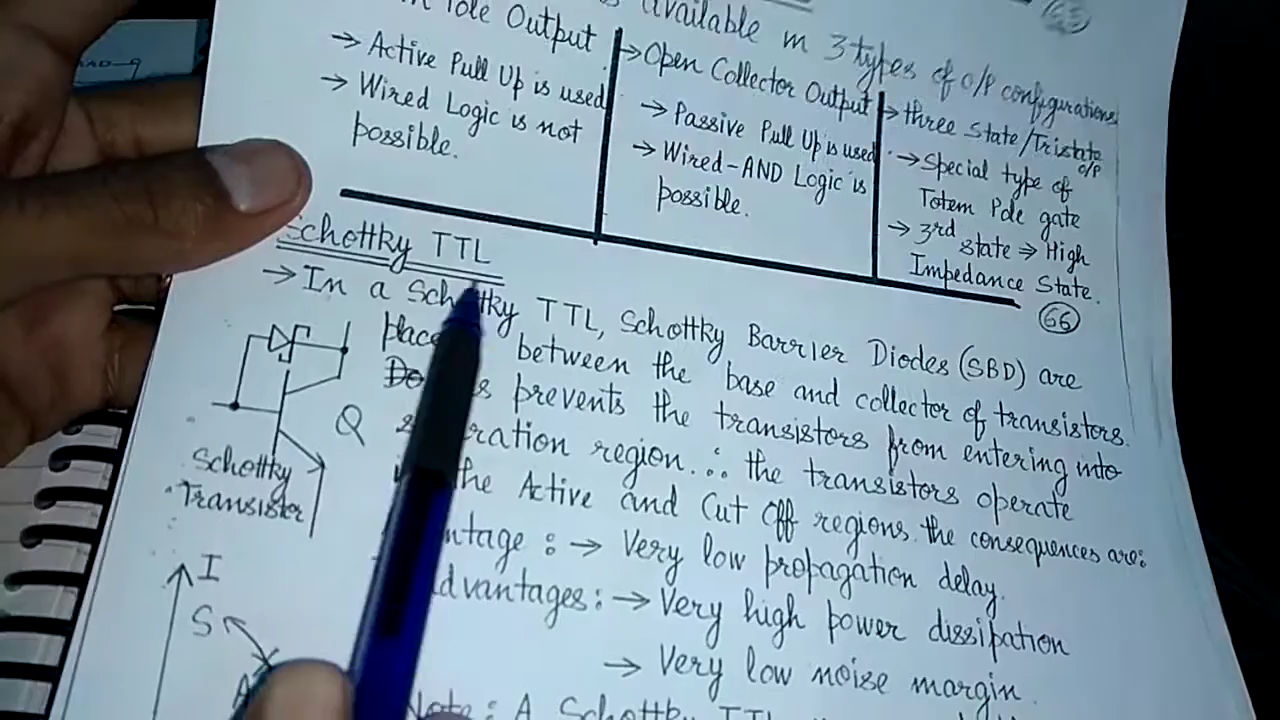 available in 3 types of O/P configurations
Pole Output
→ Active Pull Up is used
→ Wired Logic is not
possible.
→ Open Collector Output
→ Passive Pull Up is used
→ Wired-AND Logic is
possible.
→ three State/Tristate
O/P
→ Special type of
Totem Pole gate
→ 3rd state ⇒ High
Impedance State.
66
Schottky TTL
→ In a Schottky TTL, Schottky Barrier Diodes (SBD) are
between the base and collector of transistors.
prevents the transistors from entering into
region. ∴ the transistors operate
the Active and Cut Off regions. the consequences are:
: → Very low propagation delay.
: → Very high power dissipation
→ Very low noise margin.
Note: A Schottky TTL
Q
Schottky
Transistor
I
S
A